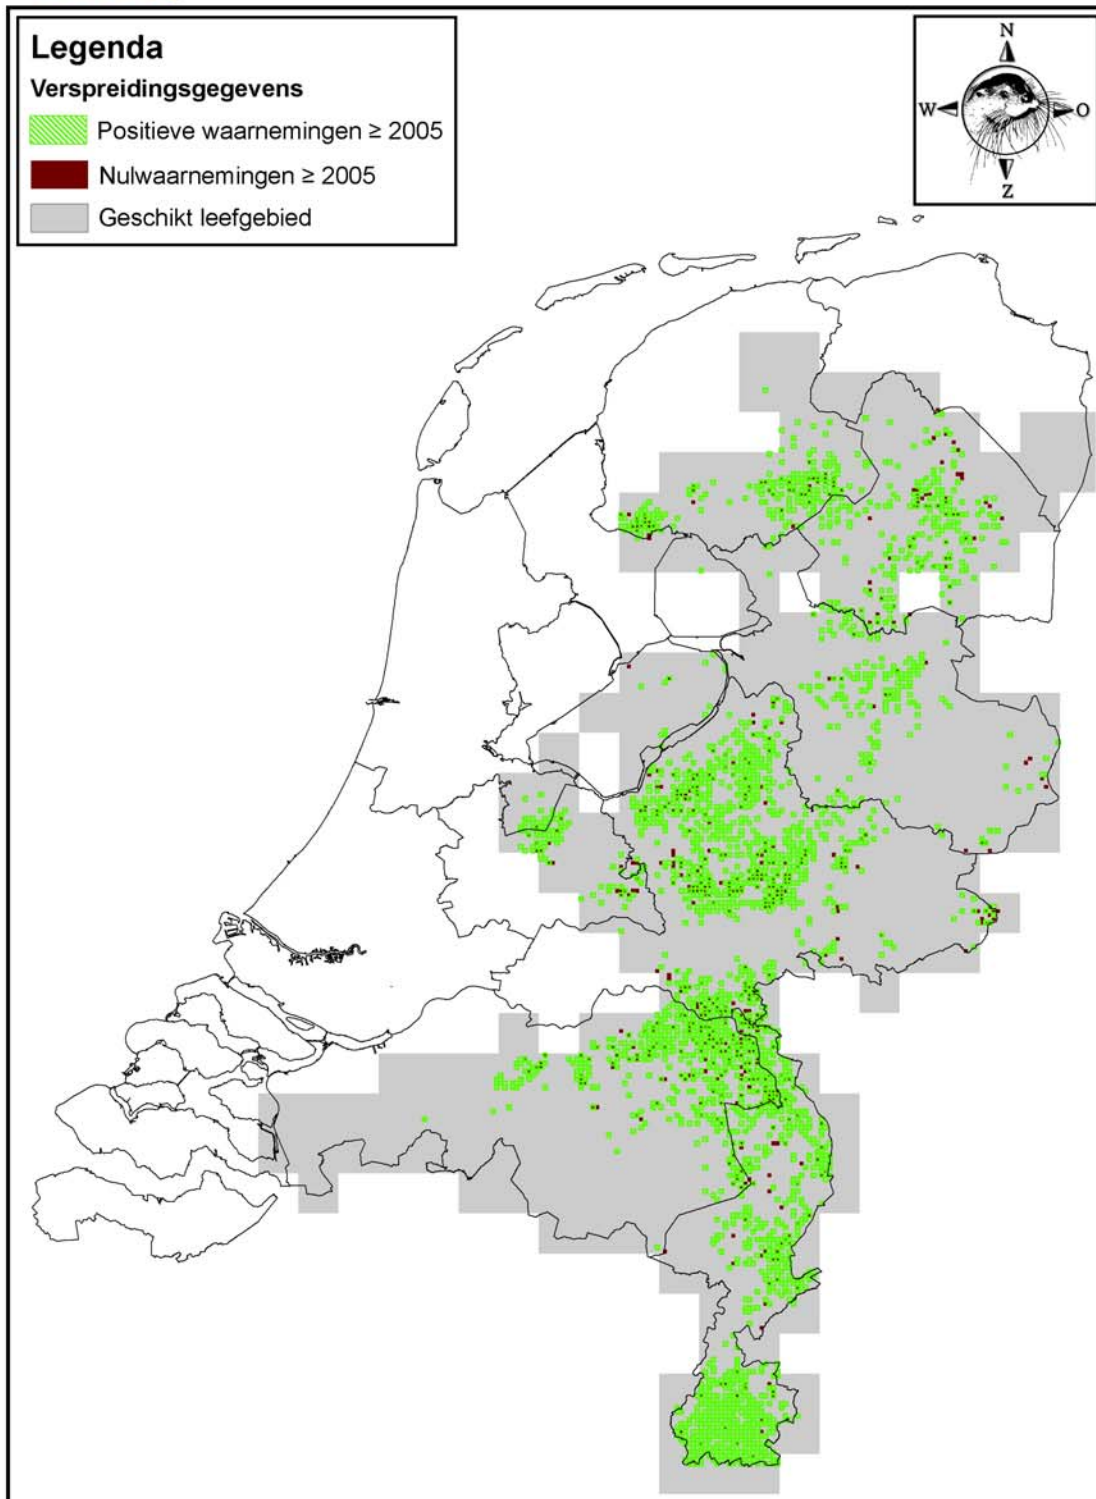 Legenda
Verspreidingsgegevens
Positieve waarnemingen ≥ 2005
Nulwaarnemingen ≥ 2005
Geschikt leefgebied
N
W O
Z